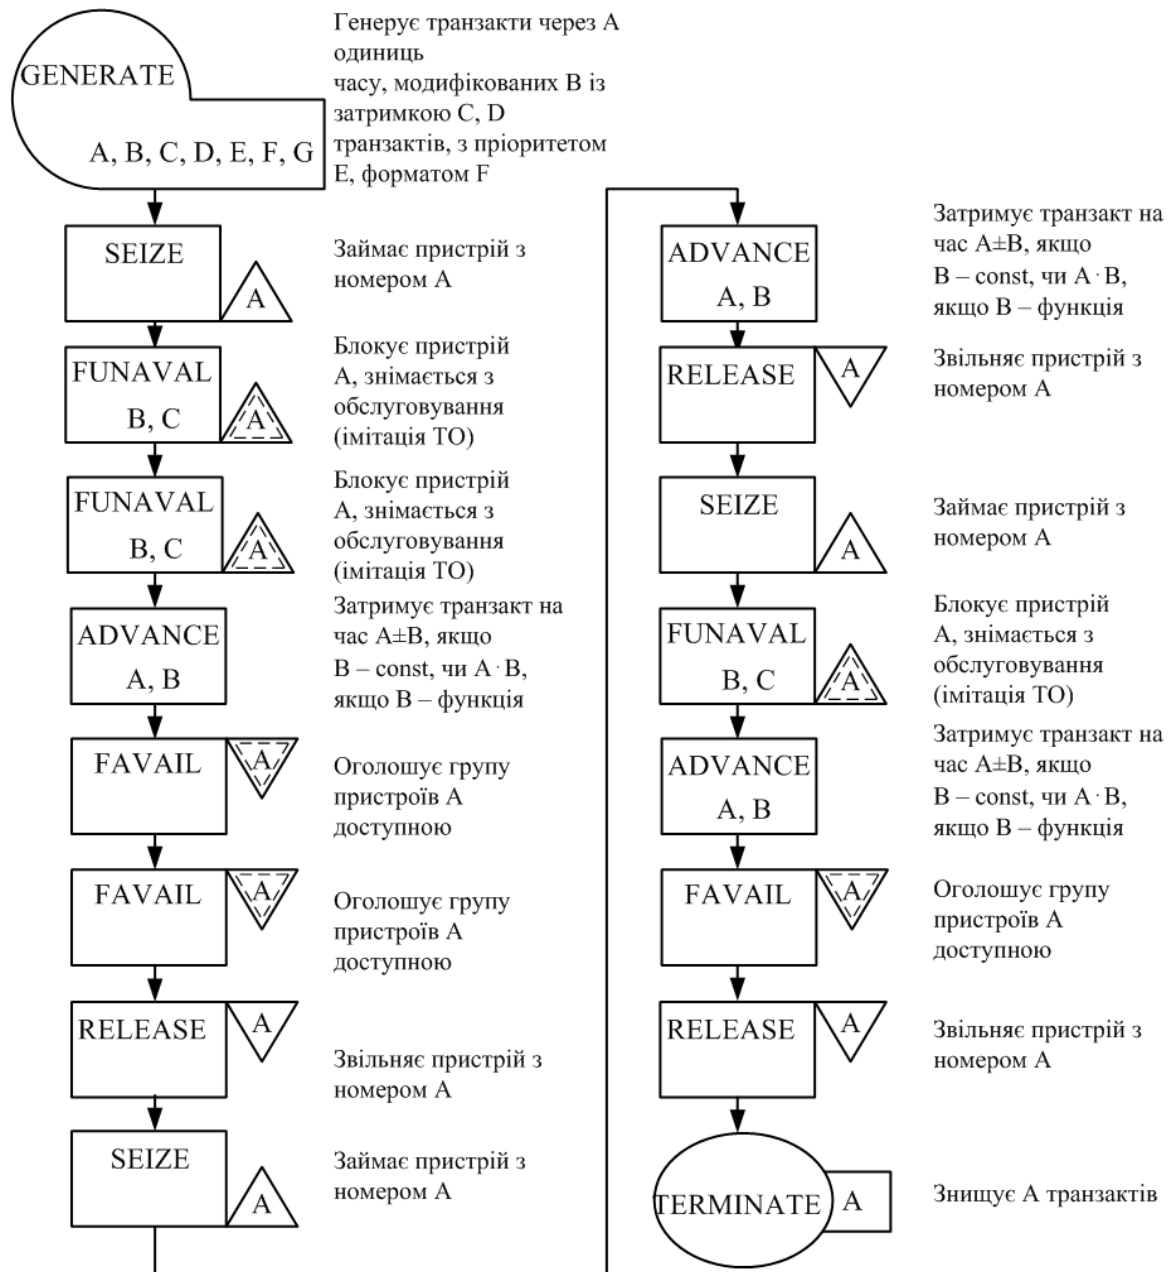 GENERATE
A, B, C, D, E, F, G
Генерує транзакти через А
одиниць
часу, модифікованих В із
затримкою С, D
транзактів, з пріоритетом
Е, форматом F
SEIZE
A
Займає пристрій з
номером А
FUNAVAL
B, C
A
Блокує пристрій
А, знімається з
обслуговування
(імітація ТО)
FUNAVAL
B, C
A
Блокує пристрій
А, знімається з
обслуговування
(імітація ТО)
ADVANCE
A, B
Затримує транзакт на
час А±В, якщо
В – const, чи А·В,
якщо В – функція
FAVAIL
A
Оголошує групу
пристроїв А
доступною
FAVAIL
A
Оголошує групу
пристроїв А
доступною
RELEASE
A
Звільняє пристрій з
номером А
SEIZE
A
Займає пристрій з
номером А
ADVANCE
A, B
Затримує транзакт на
час А±В, якщо
В – const, чи А·В,
якщо В – функція
RELEASE
A
Звільняє пристрій з
номером А
SEIZE
A
Займає пристрій з
номером А
FUNAVAL
B, C
A
Блокує пристрій
А, знімається з
обслуговування
(імітація ТО)
ADVANCE
A, B
Затримує транзакт на
час А±В, якщо
В – const, чи А·В,
якщо В – функція
FAVAIL
A
Оголошує групу
пристроїв А
доступною
RELEASE
A
Звільняє пристрій з
номером А
TERMINATE
A
Знищує А транзактів